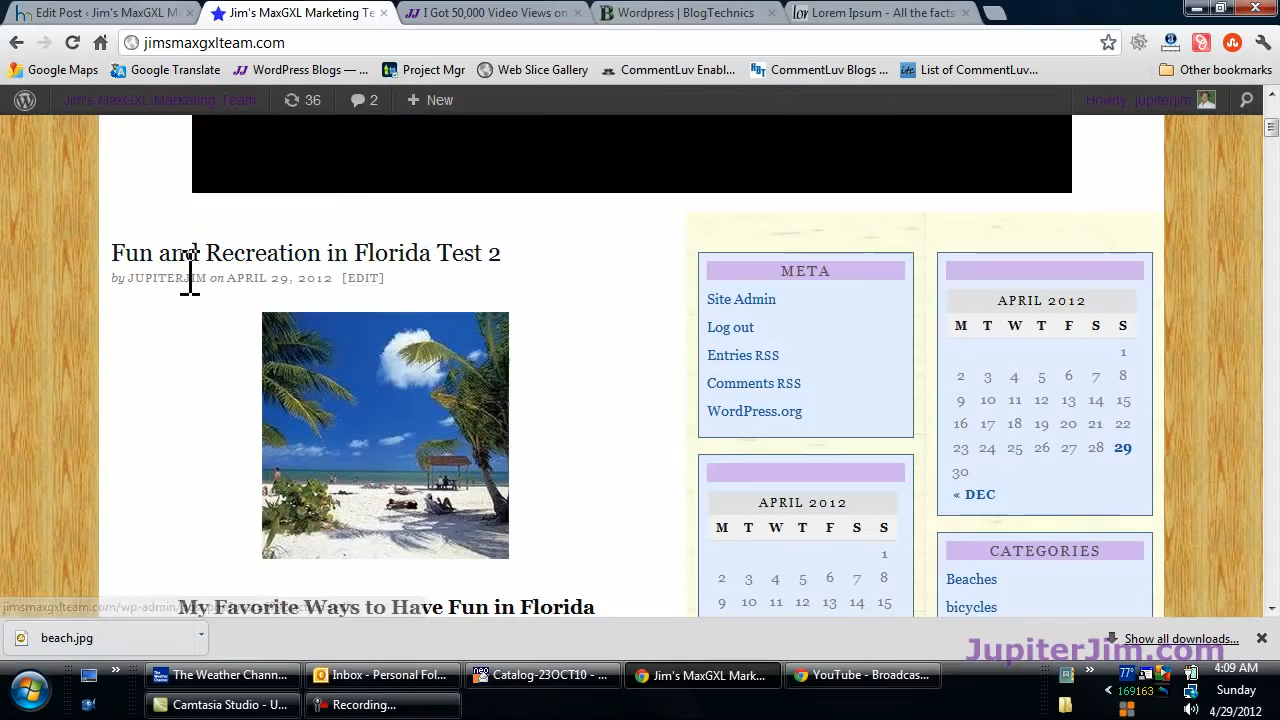 Edit Post ‹ Jim's MaxGXL M
Jim's MaxGXL Marketing Te
I Got 50,000 Video Views on
Wordpress | BlogTechnics
Lorem Ipsum - All the facts
jimsmaxgxlteam.com
Google Maps
Google Translate
WordPress Blogs — ...
Project Mgr
Web Slice Gallery
CommentLuv Enabl...
CommentLuv Blogs ...
List of CommentLuv...
Other bookmarks
Jim's MaxGXL Marketing Team
36
2
+ New
Howdy, jupiterjim
Fun and Recreation in Florida Test 2
by JUPITERJIM on APRIL 29, 2012 [EDIT]
My Favorite Ways to Have Fun in Florida
META
Site Admin
Log out
Entries RSS
Comments RSS
WordPress.org
APRIL 2012
M T W T F S S
1
2 3 4 5 6 7 8
9 10 11 12 13 14 15
APRIL 2012
M T W T F S S
1
2 3 4 5 6 7 8
9 10 11 12 13 14 15
16 17 18 19 20 21 22
23 24 25 26 27 28 29
30
« DEC
CATEGORIES
Beaches
bicycles
beach.jpg
Show all downloads...
JupiterJim.com
The Weather Chann...
Inbox - Personal Fol...
Catalog-23OCT10 - ...
Jim's MaxGXL Mark...
YouTube - Broadcas...
Camtasia Studio - U...
Recording...
77°
169163
4:09 AM
Sunday
4/29/2012